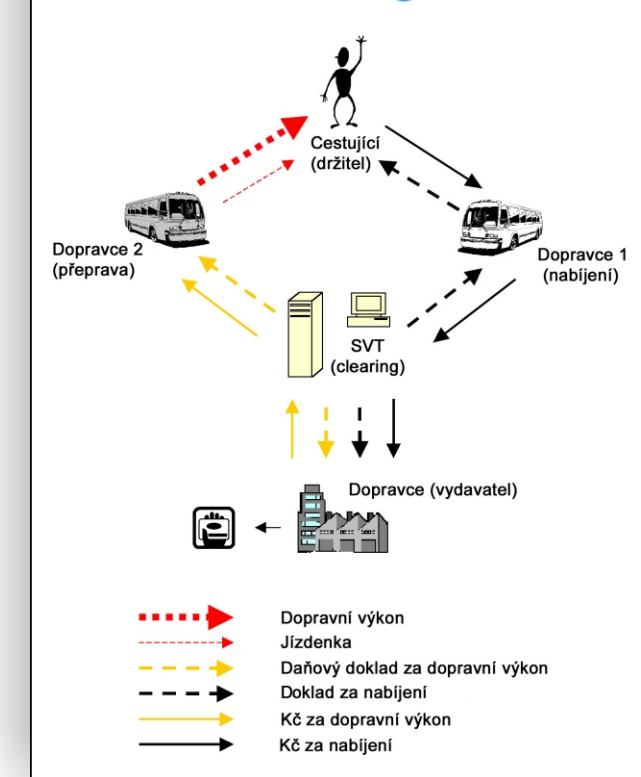 Cestující
(držitel)
Dopravce 2
(přeprava)
Dopravce 1
(nabíjení)
SVT
(clearing)
Dopravce (vydavatel)
Dopravní výkon
Jízdenka
Daňový doklad za dopravní výkon
Doklad za nabíjení
Kč za dopravní výkon
Kč za nabíjení